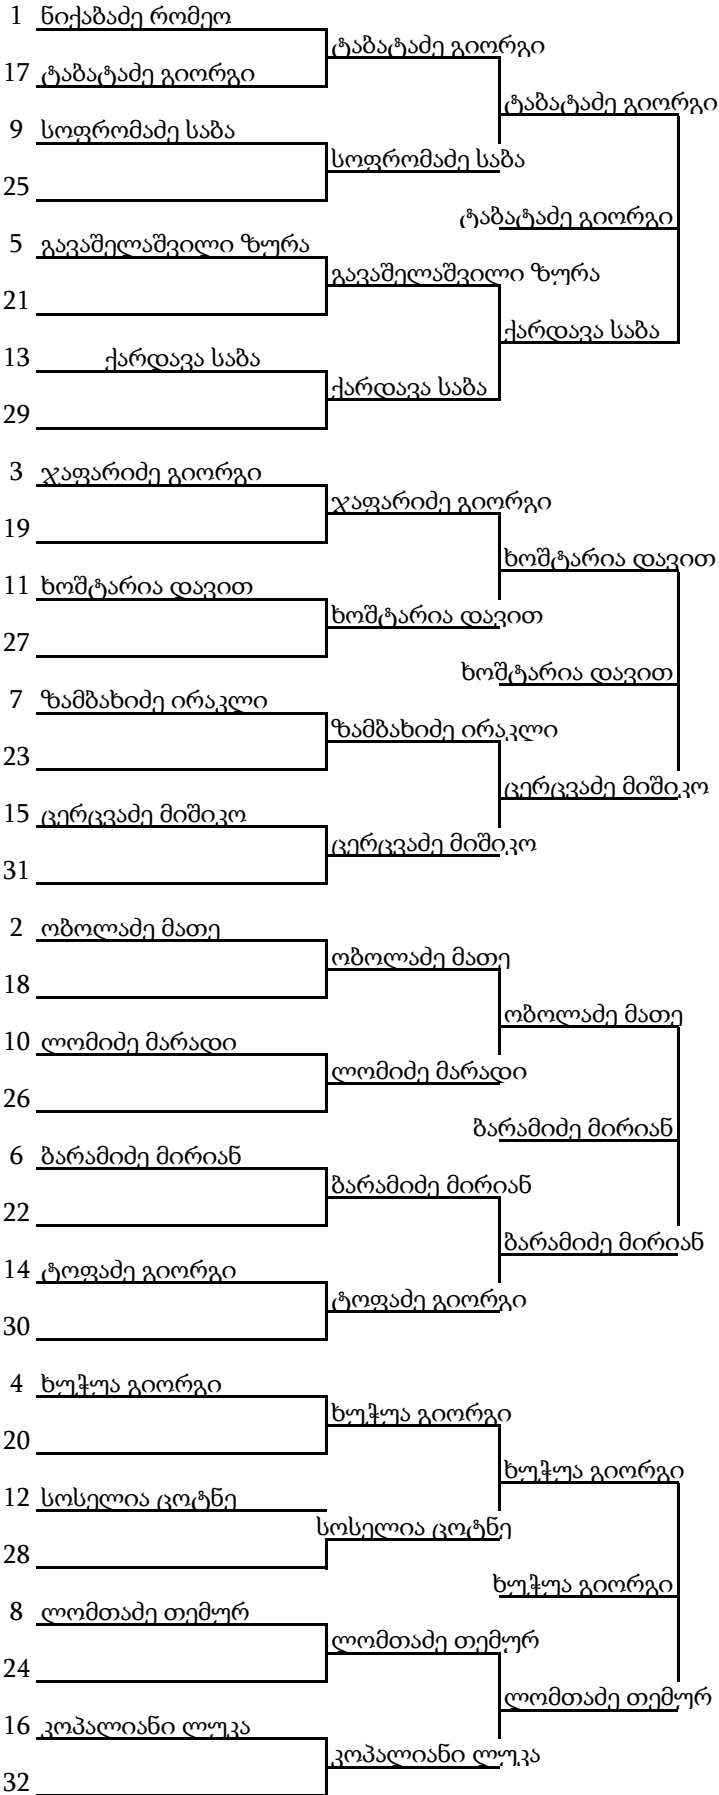 1 ნიქაბაძე რომეო
ტაბატაძე გიორგი
17 ტაბატაძე გიორგი
ტაბატაძე გიორგი
9 სოფრომაძე საბა
სოფრომაძე საბა
25
ტაბატაძე გიორგი
5 გავაშელაშვილი ზურა
გავაშელაშვილი ზურა
21
ქარდავა საბა
13 ქარდავა საბა
ქარდავა საბა
29
3 ჯაფარიძე გიორგი
ჯაფარიძე გიორგი
19
ხოშტარია დავით
11 ხოშტარია დავით
ხოშტარია დავით
27
ხოშტარია დავით
7 ზამბახიძე ირაკლი
ზამბახიძე ირაკლი
23
ცერცვაძე მიშიკო
15 ცერცვაძე მიშიკო
ცერცვაძე მიშიკო
31
2 ობოლაძე მათე
ობოლაძე მათე
18
ობოლაძე მათე
10 ლომიძე მარადი
ლომიძე მარადი
26
ბარამიძე მირიან
6 ბარამიძე მირიან
ბარამიძე მირიან
22
ბარამიძე მირიან
14 ტოფაძე გიორგი
ტოფაძე გიორგი
30
4 ხუჭუა გიორგი
ხუჭუა გიორგი
20
ხუჭუა გიორგი
12 სოსელია ცოტნე
სოსელია ცოტნე
28
ხუჭუა გიორგი
8 ლომთაძე თემურ
ლომთაძე თემურ
24
ლომთაძე თემურ
16 კოპალიანი ლუკა
კოპალიანი ლუკა
32